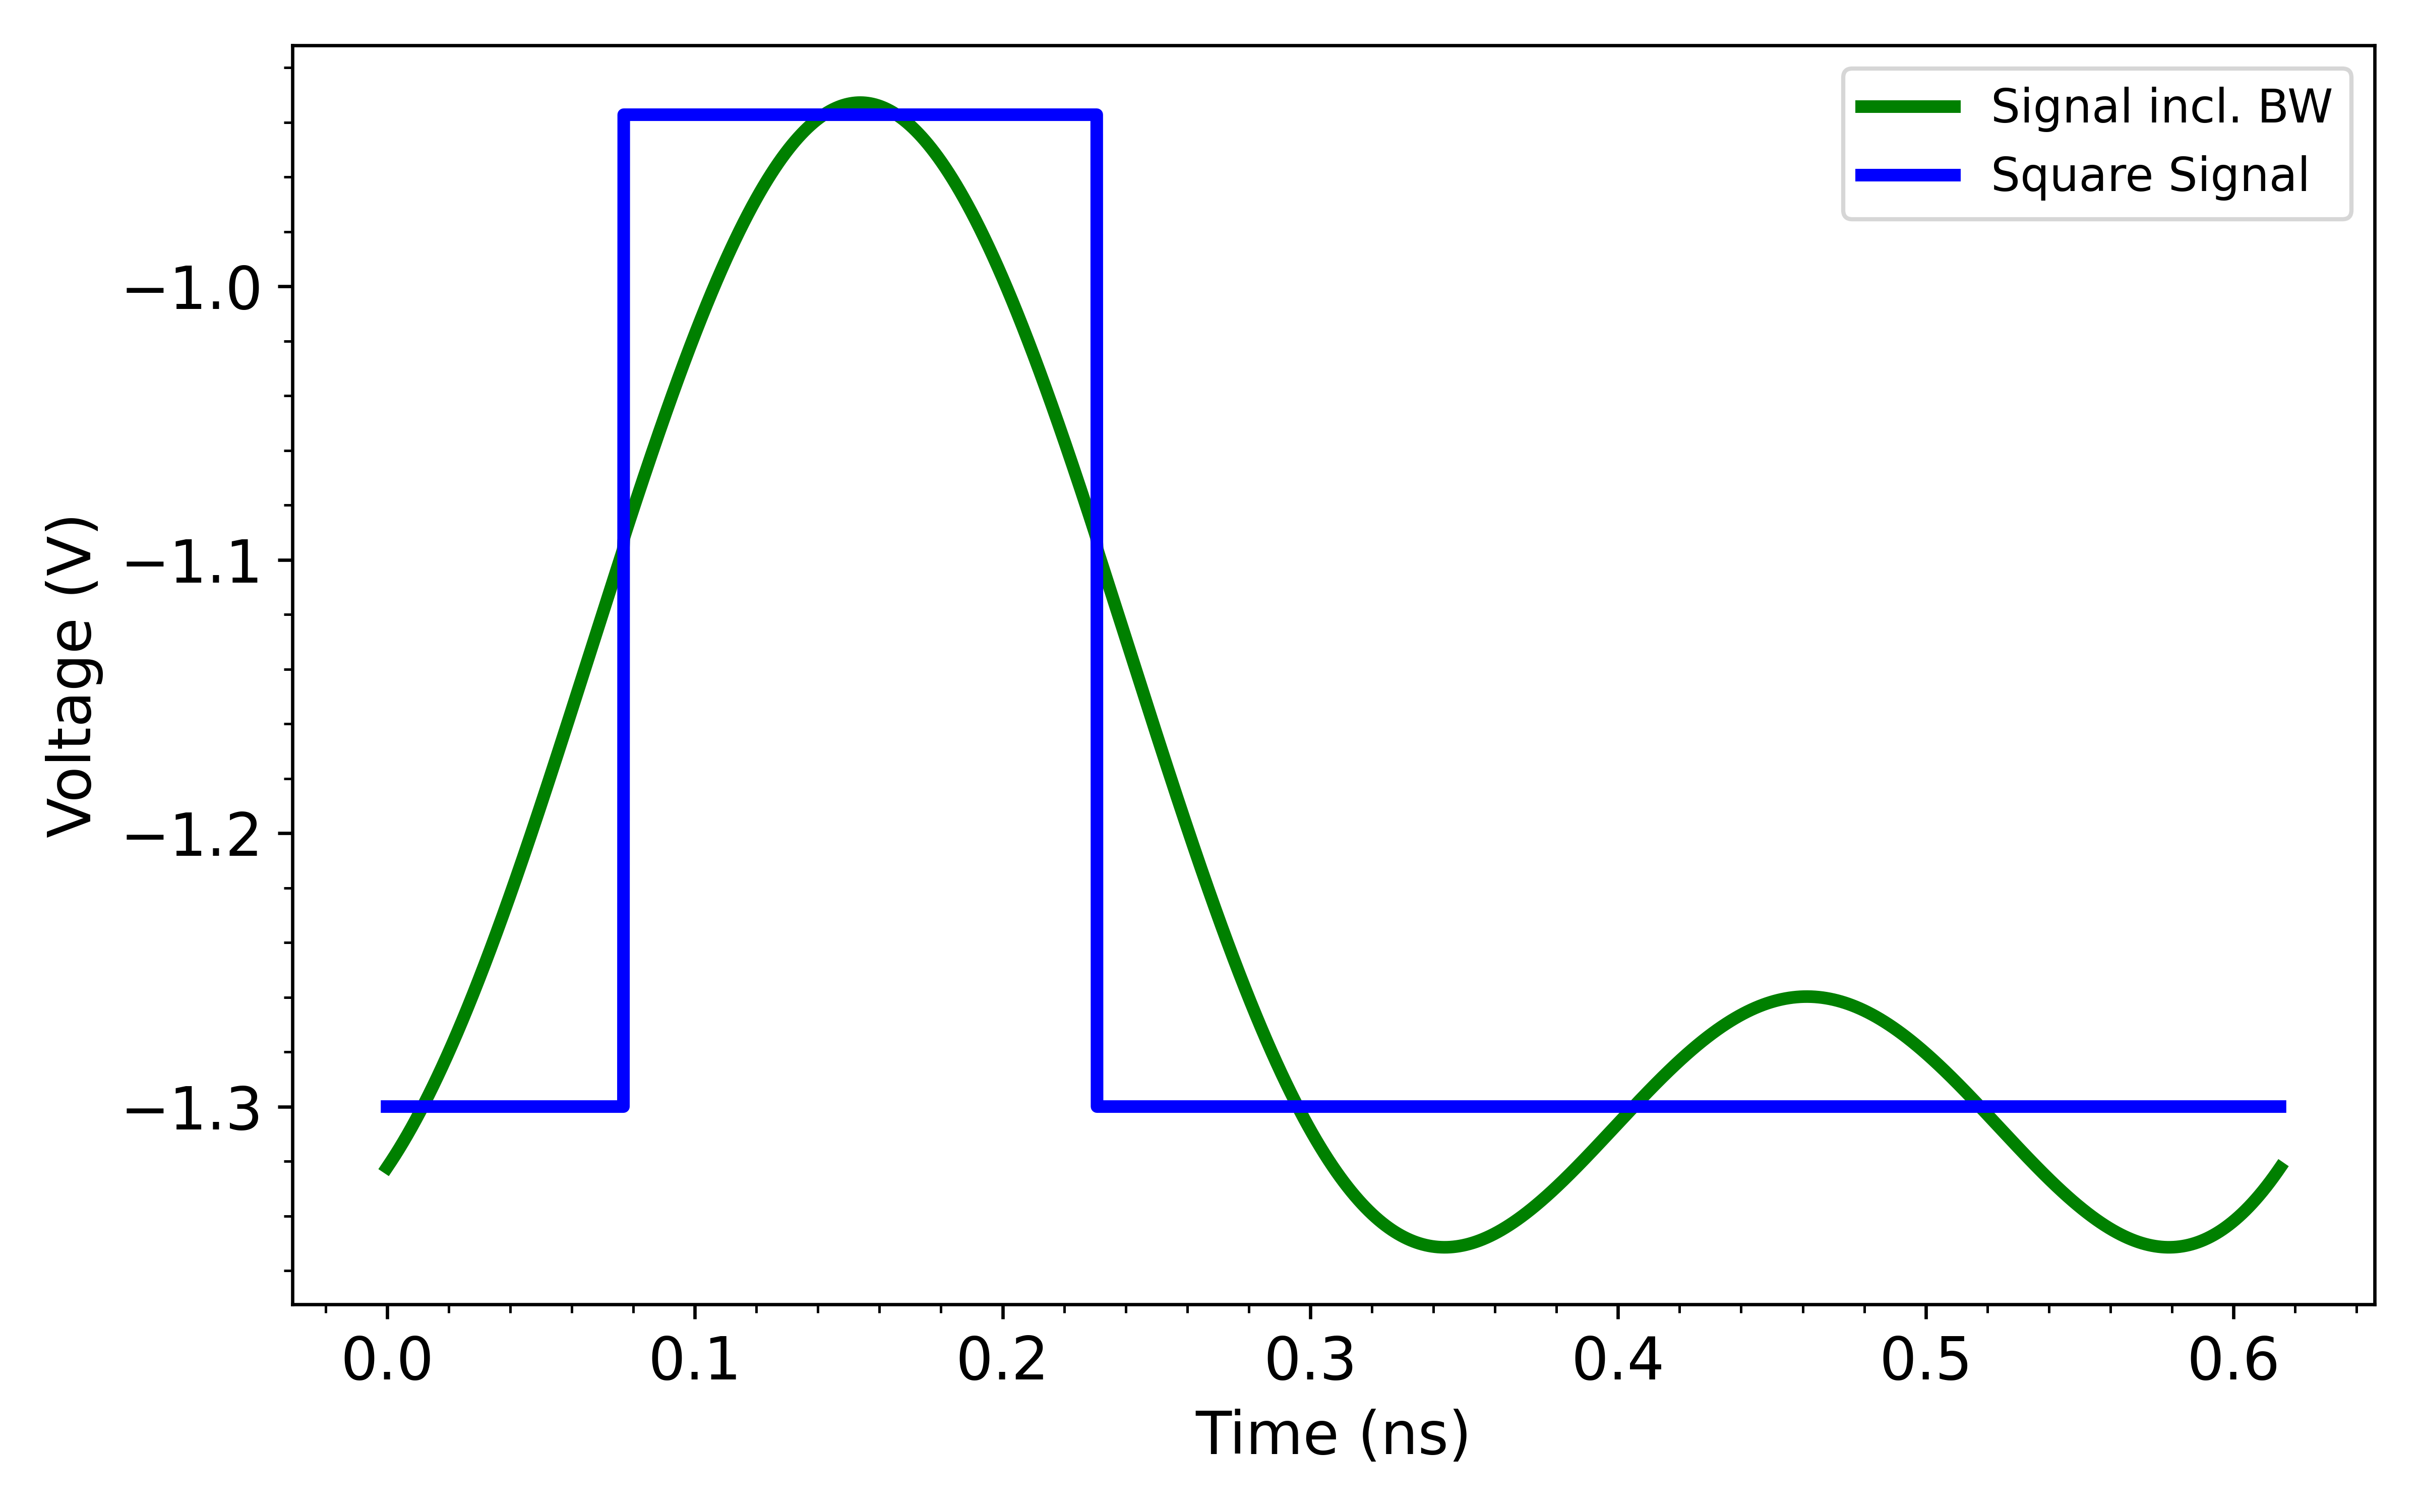 Signal incl. BW
Square Signal
Voltage (V)
−1.0
−1.1
−1.2
−1.3
0.0 0.1 0.2 0.3 0.4 0.5 0.6
Time (ns)